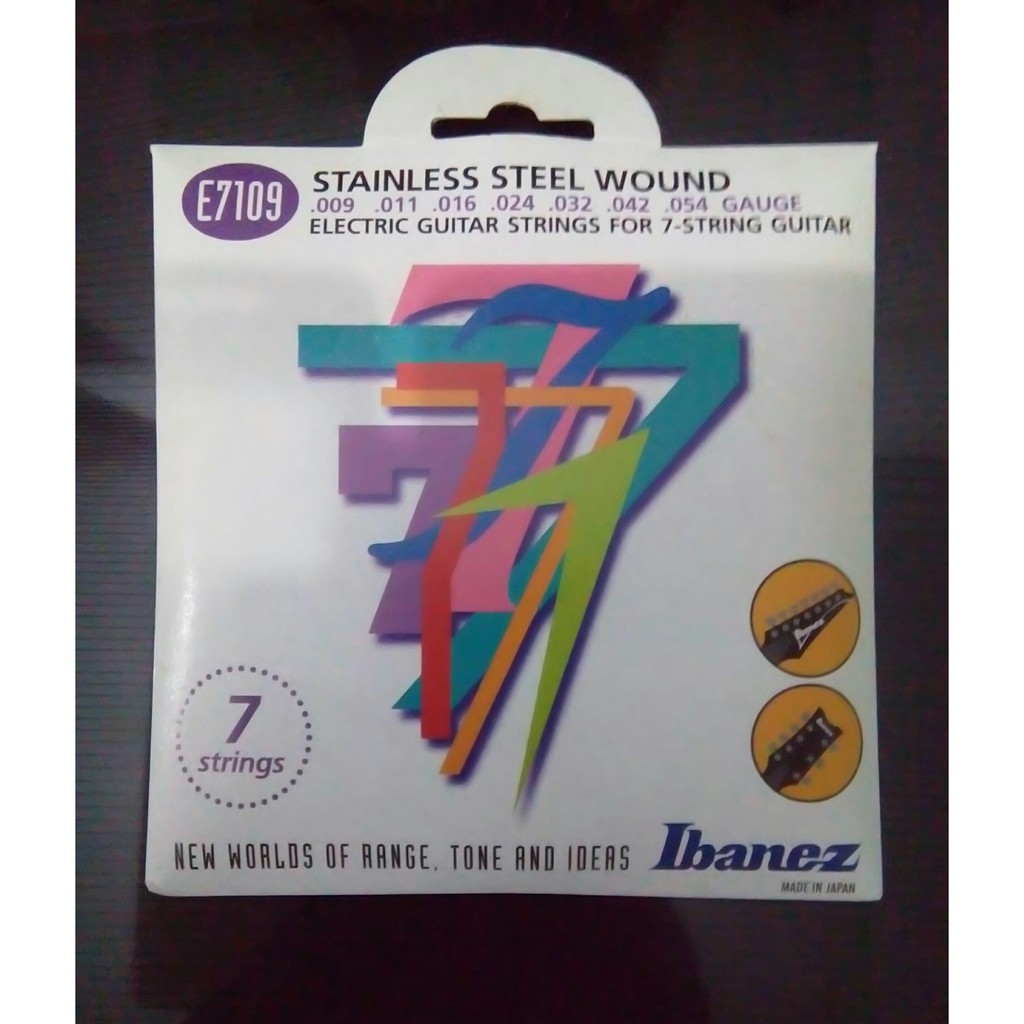 E7109
STAINLESS STEEL WOUND
.009 .011 .016 .024 .032 .042 .054 GAUGE
ELECTRIC GUITAR STRINGS FOR 7-STRING GUITAR
7
strings
Ibanez
NEW WORLDS OF RANGE, TONE AND IDEAS
Ibanez
MADE IN JAPAN